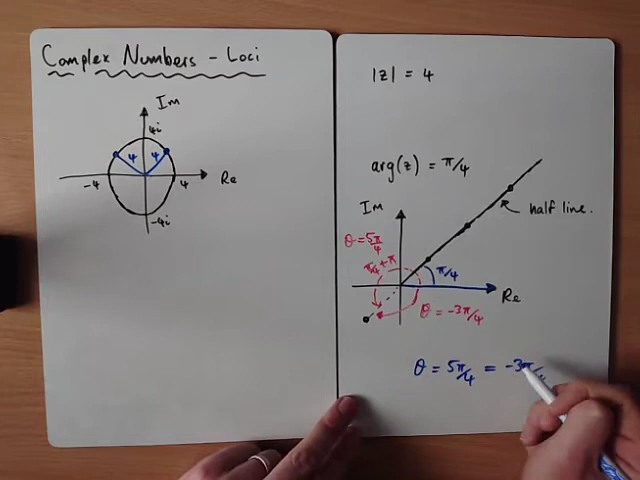 Complex Numbers - Loci
Im
4i
4 4
-4 4 Re
-4i
|z| = 4
arg(z) = π/4
half line.
Im
θ = 5π/4
π/4 + π
π/4
Re
θ = -3π/4
θ = 5π/4 = -3π/4